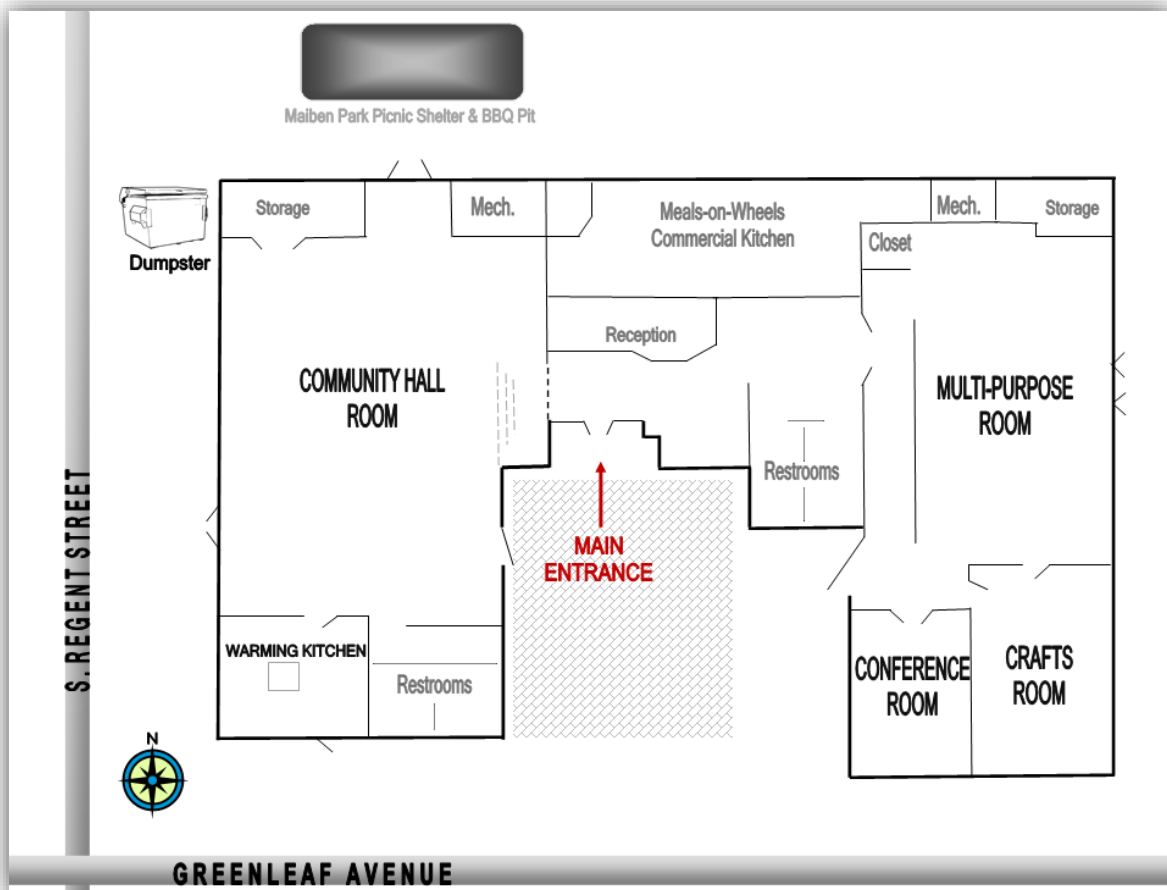 Maiben Park Picnic Shelter & BBQ Pit
Storage
Mech.
Meals-on-Wheels
Commercial Kitchen
Mech.
Storage
Closet
Dumpster
Reception
COMMUNITY HALL
ROOM
MULTI-PURPOSE
ROOM
Restrooms
MAIN
ENTRANCE
S. REGENT STREET
WARMING KITCHEN
Restrooms
CONFERENCE
ROOM
CRAFTS
ROOM
N
GREENLEAF AVENUE